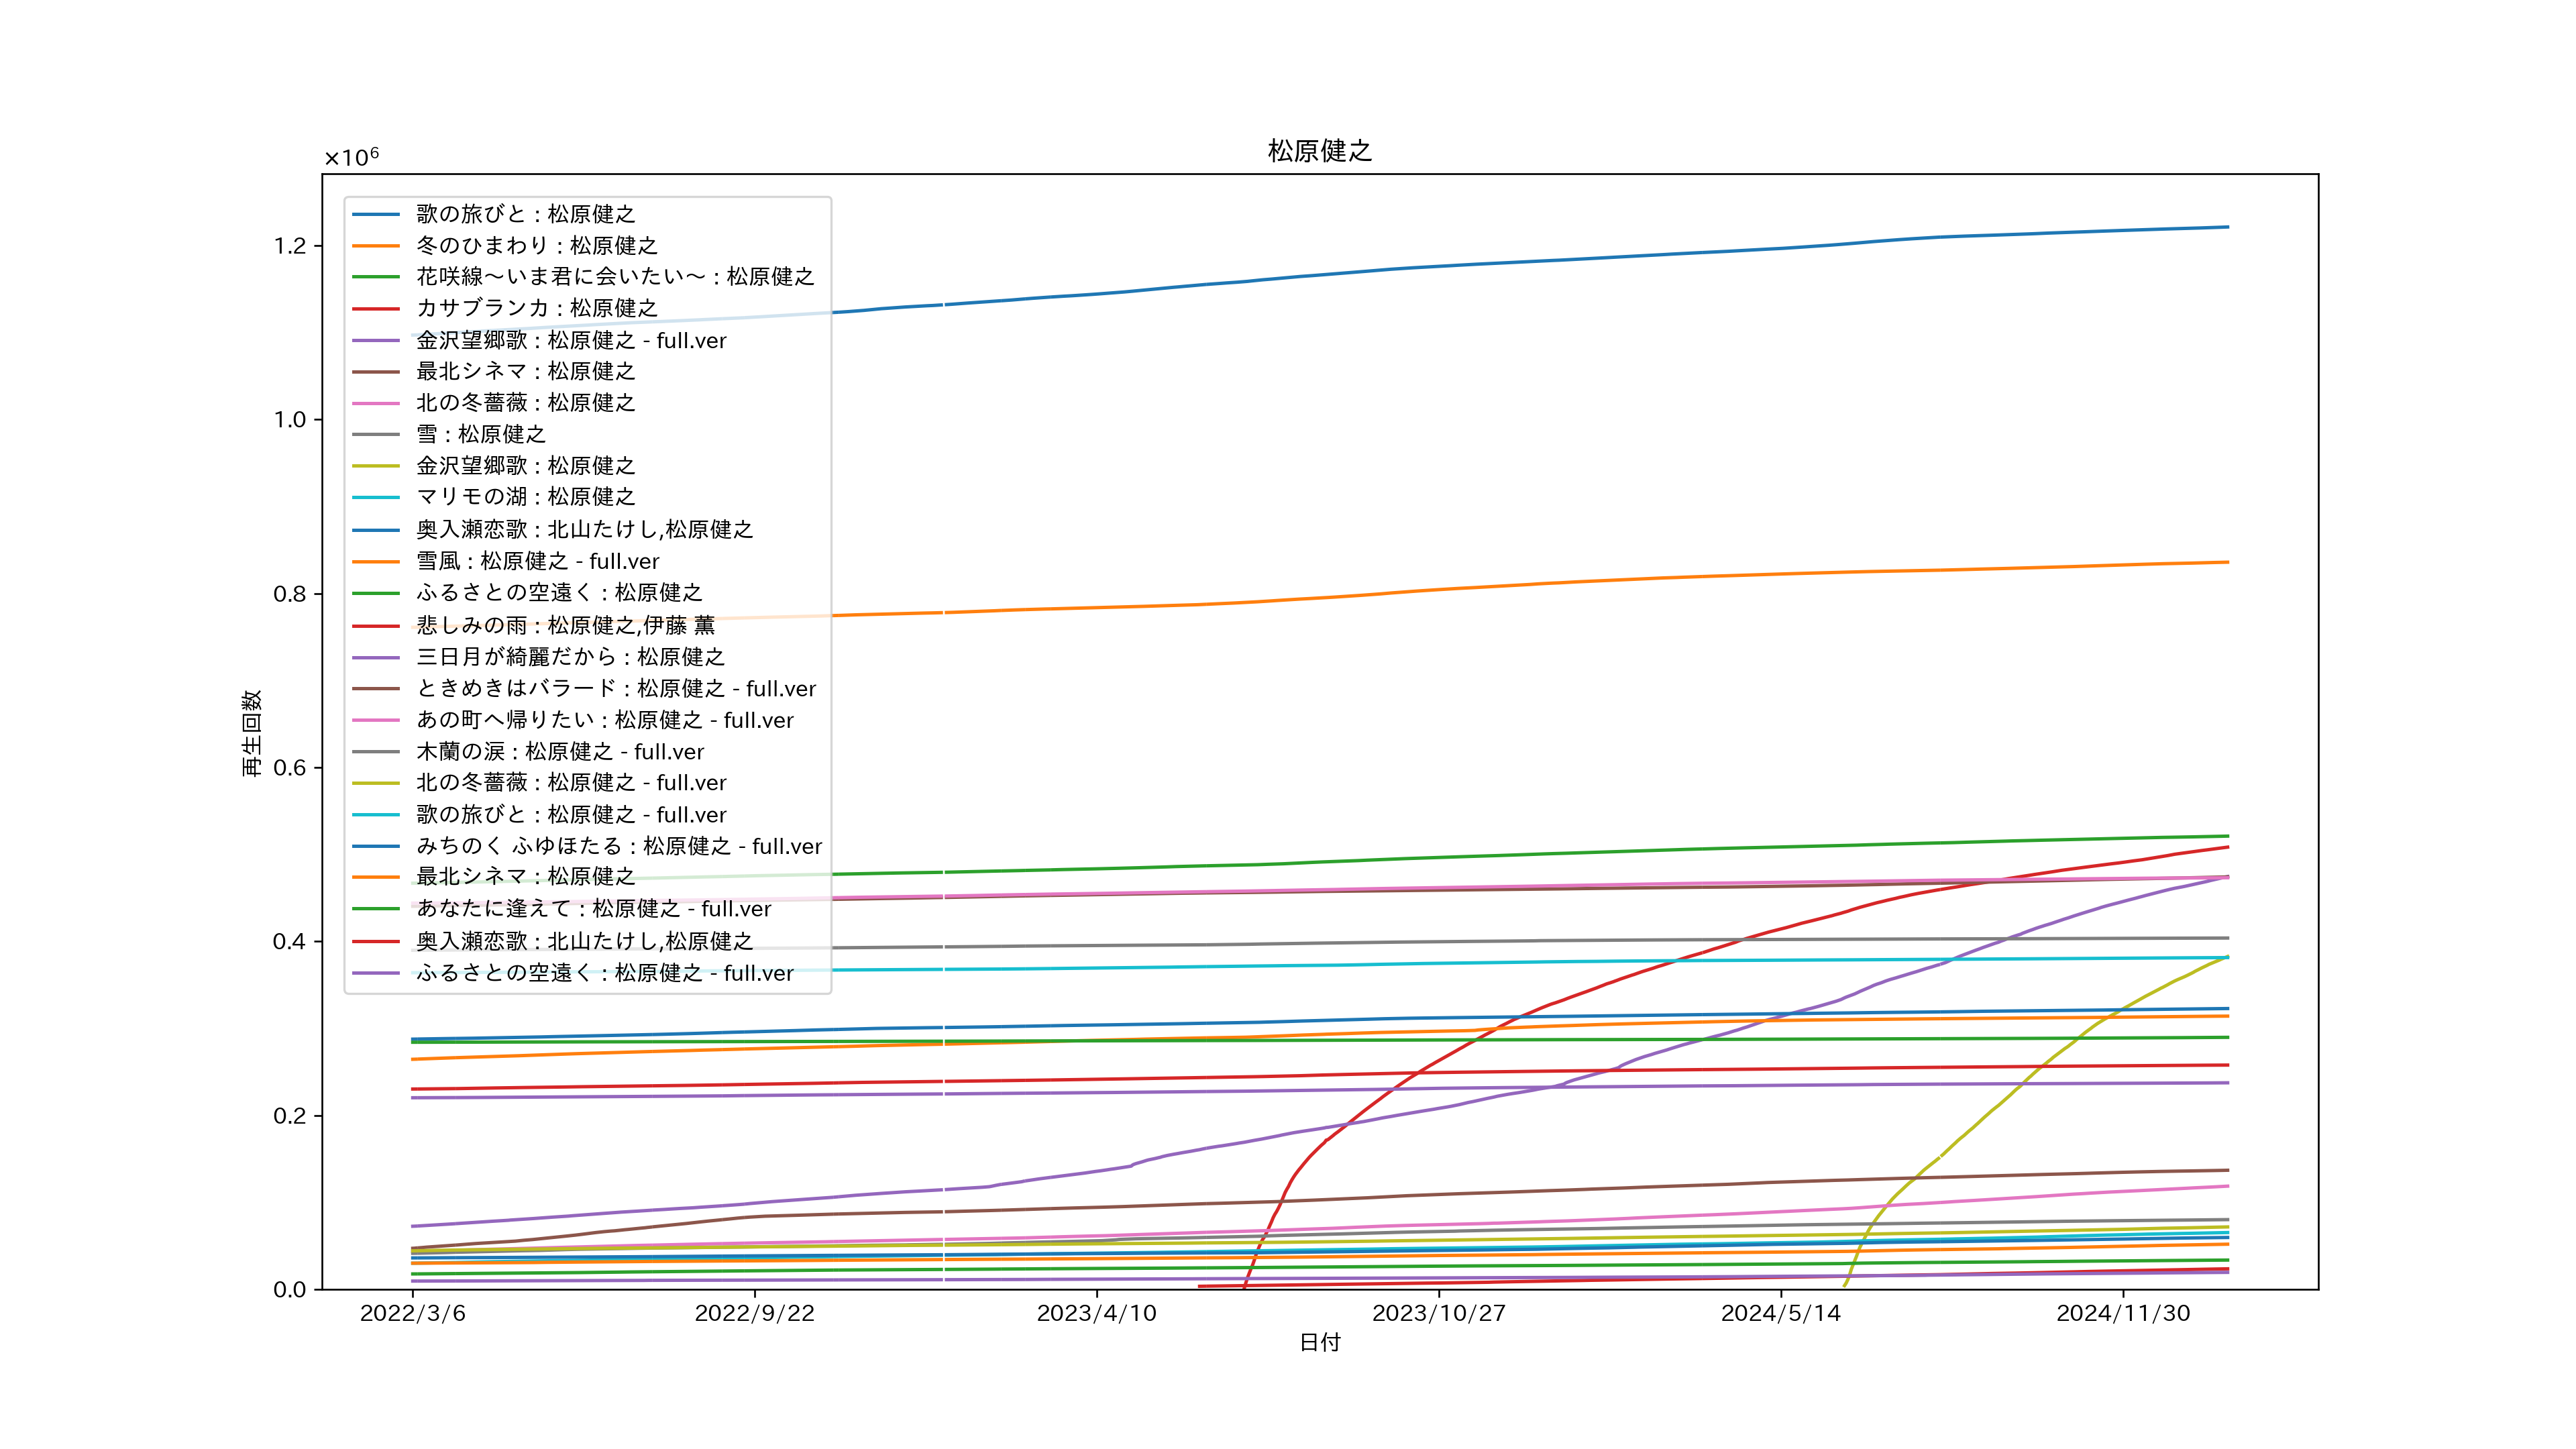 松原健之
×10⁶
1.2
1.0
0.8
0.6
0.4
0.2
0.0
再生回数
歌の旅びと : 松原健之
冬のひまわり : 松原健之
花咲線～いま君に会いたい～ : 松原健之
カサブランカ : 松原健之
金沢望郷歌 : 松原健之 - full.ver
最北シネマ : 松原健之
北の冬薔薇 : 松原健之
雪 : 松原健之
金沢望郷歌 : 松原健之
マリモの湖 : 松原健之
奥入瀬恋歌 : 北山たけし,松原健之
雪風 : 松原健之 - full.ver
ふるさとの空遠く : 松原健之
悲しみの雨 : 松原健之,伊藤 薫
三日月が綺麗だから : 松原健之
ときめきはバラード : 松原健之 - full.ver
あの町へ帰りたい : 松原健之 - full.ver
木蘭の涙 : 松原健之 - full.ver
北の冬薔薇 : 松原健之 - full.ver
歌の旅びと : 松原健之 - full.ver
みちのく ふゆほたる : 松原健之 - full.ver
最北シネマ : 松原健之
あなたに逢えて : 松原健之 - full.ver
奥入瀬恋歌 : 北山たけし,松原健之
ふるさとの空遠く : 松原健之 - full.ver
2022/3/6
2022/9/22
2023/4/10
2023/10/27
2024/5/14
2024/11/30
日付